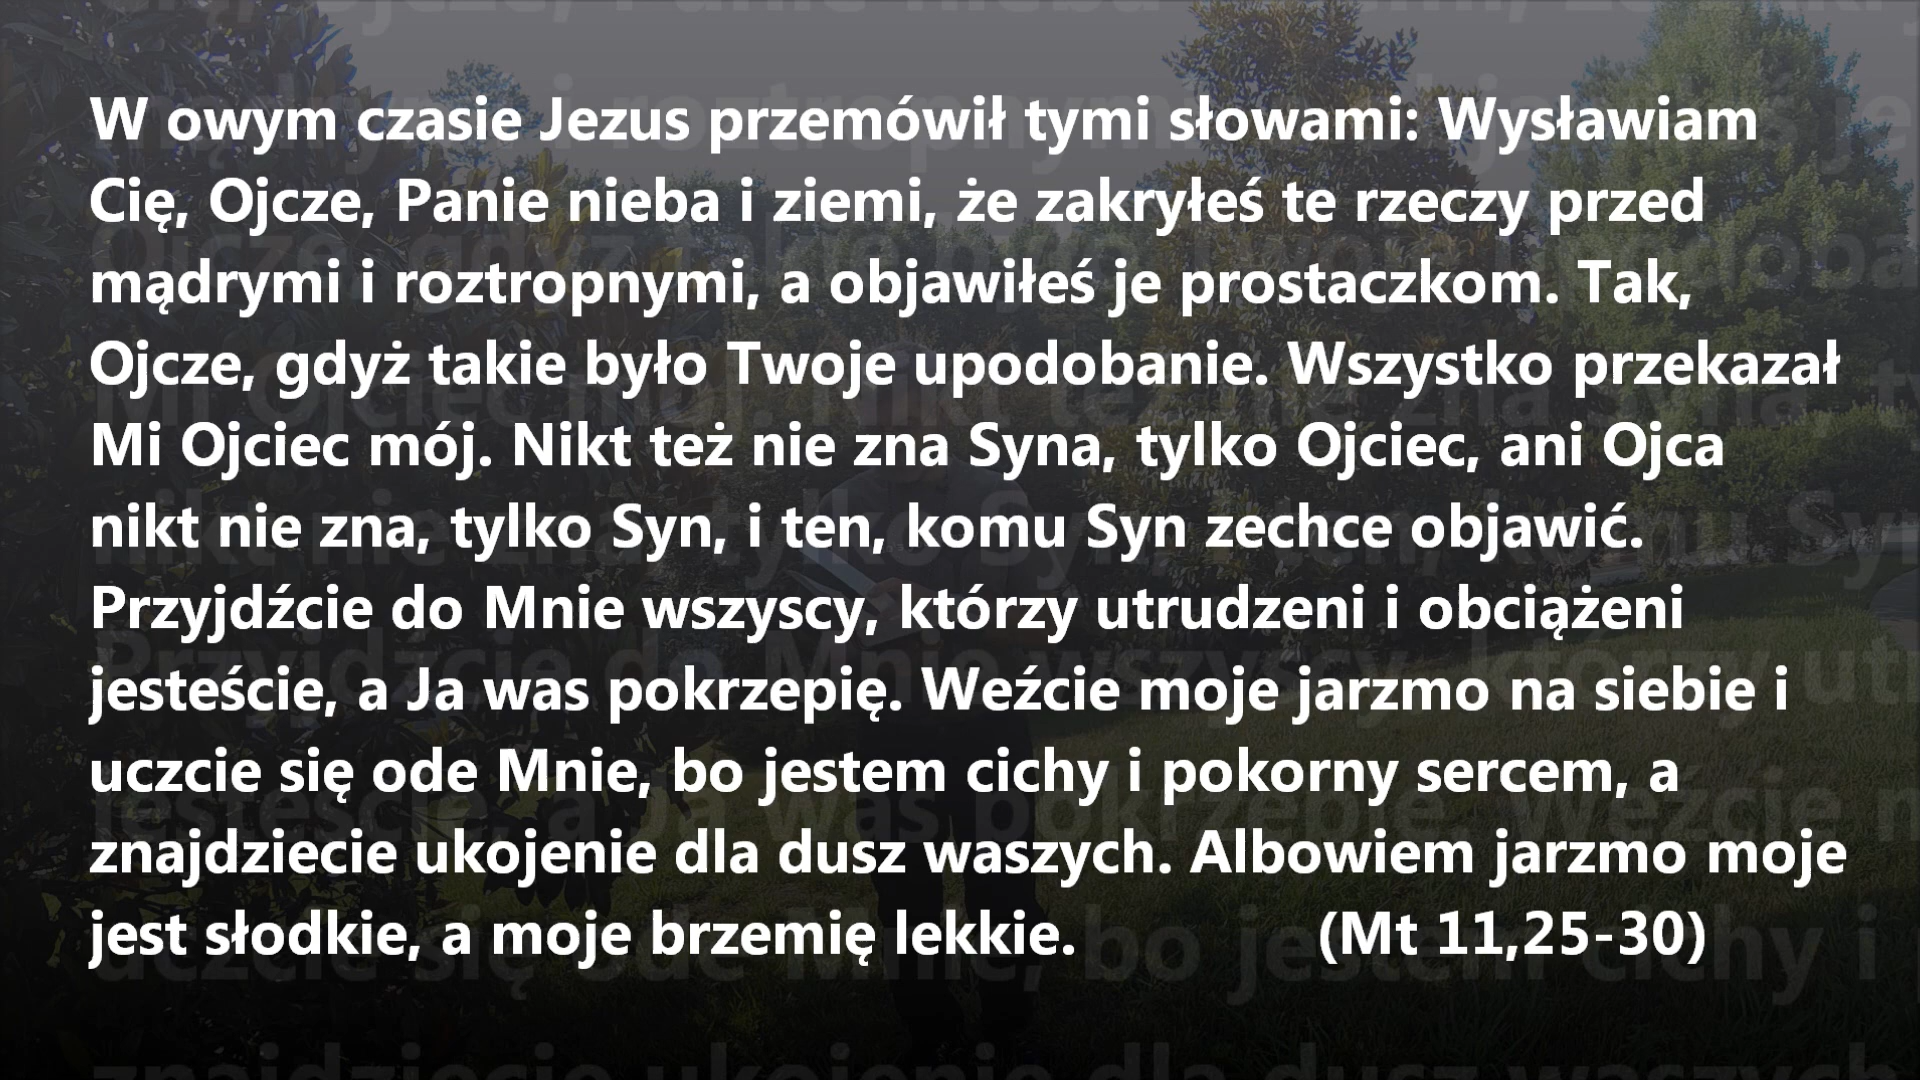 W owym czasie Jezus przemówił tymi słowami: Wysławiam
Cię, Ojcze, Panie nieba i ziemi, że zakryłeś te rzeczy przed
mądrymi i roztropnymi, a objawiłeś je prostaczkom. Tak,
Ojcze, gdyż takie było Twoje upodobanie. Wszystko przekazał
Mi Ojciec mój. Nikt też nie zna Syna, tylko Ojciec, ani Ojca
nikt nie zna, tylko Syn, i ten, komu Syn zechce objawić.
Przyjdźcie do Mnie wszyscy, którzy utrudzeni i obciążeni
jesteście, a Ja was pokrzepię. Weźcie moje jarzmo na siebie i
uczcie się ode Mnie, bo jestem cichy i pokorny sercem, a
znajdziecie ukojenie dla dusz waszych. Albowiem jarzmo moje
jest słodkie, a moje brzemię lekkie. (Mt 11,25-30)